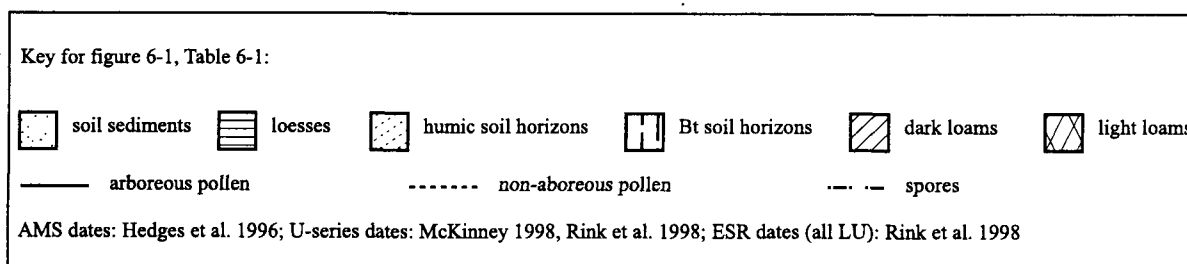 Key for figure 6-1, Table 6-1:
soil sediments loesses humic soil horizons Bt soil horizons dark loams light loams
arboreous pollen non-aboreous pollen spores
AMS dates: Hedges et al. 1996; U-series dates: McKinney 1998, Rink et al. 1998; ESR dates (all LU): Rink et al. 1998